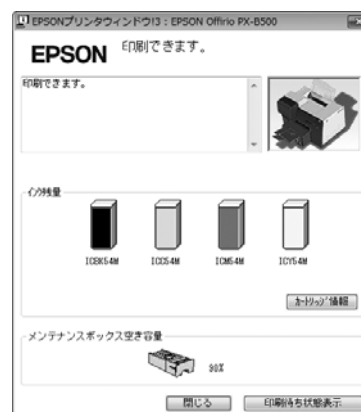 EPSONプリンタウィンドウ!3 : EPSON Offirio PX-B500
EPSON
印刷できます。
印刷できます。
インク残量
ICBK54M
ICC54M
ICM54M
ICY54M
カートリッジ情報
メンテナンスボックス空き容量
90%
閉じる
印刷待ち状態表示